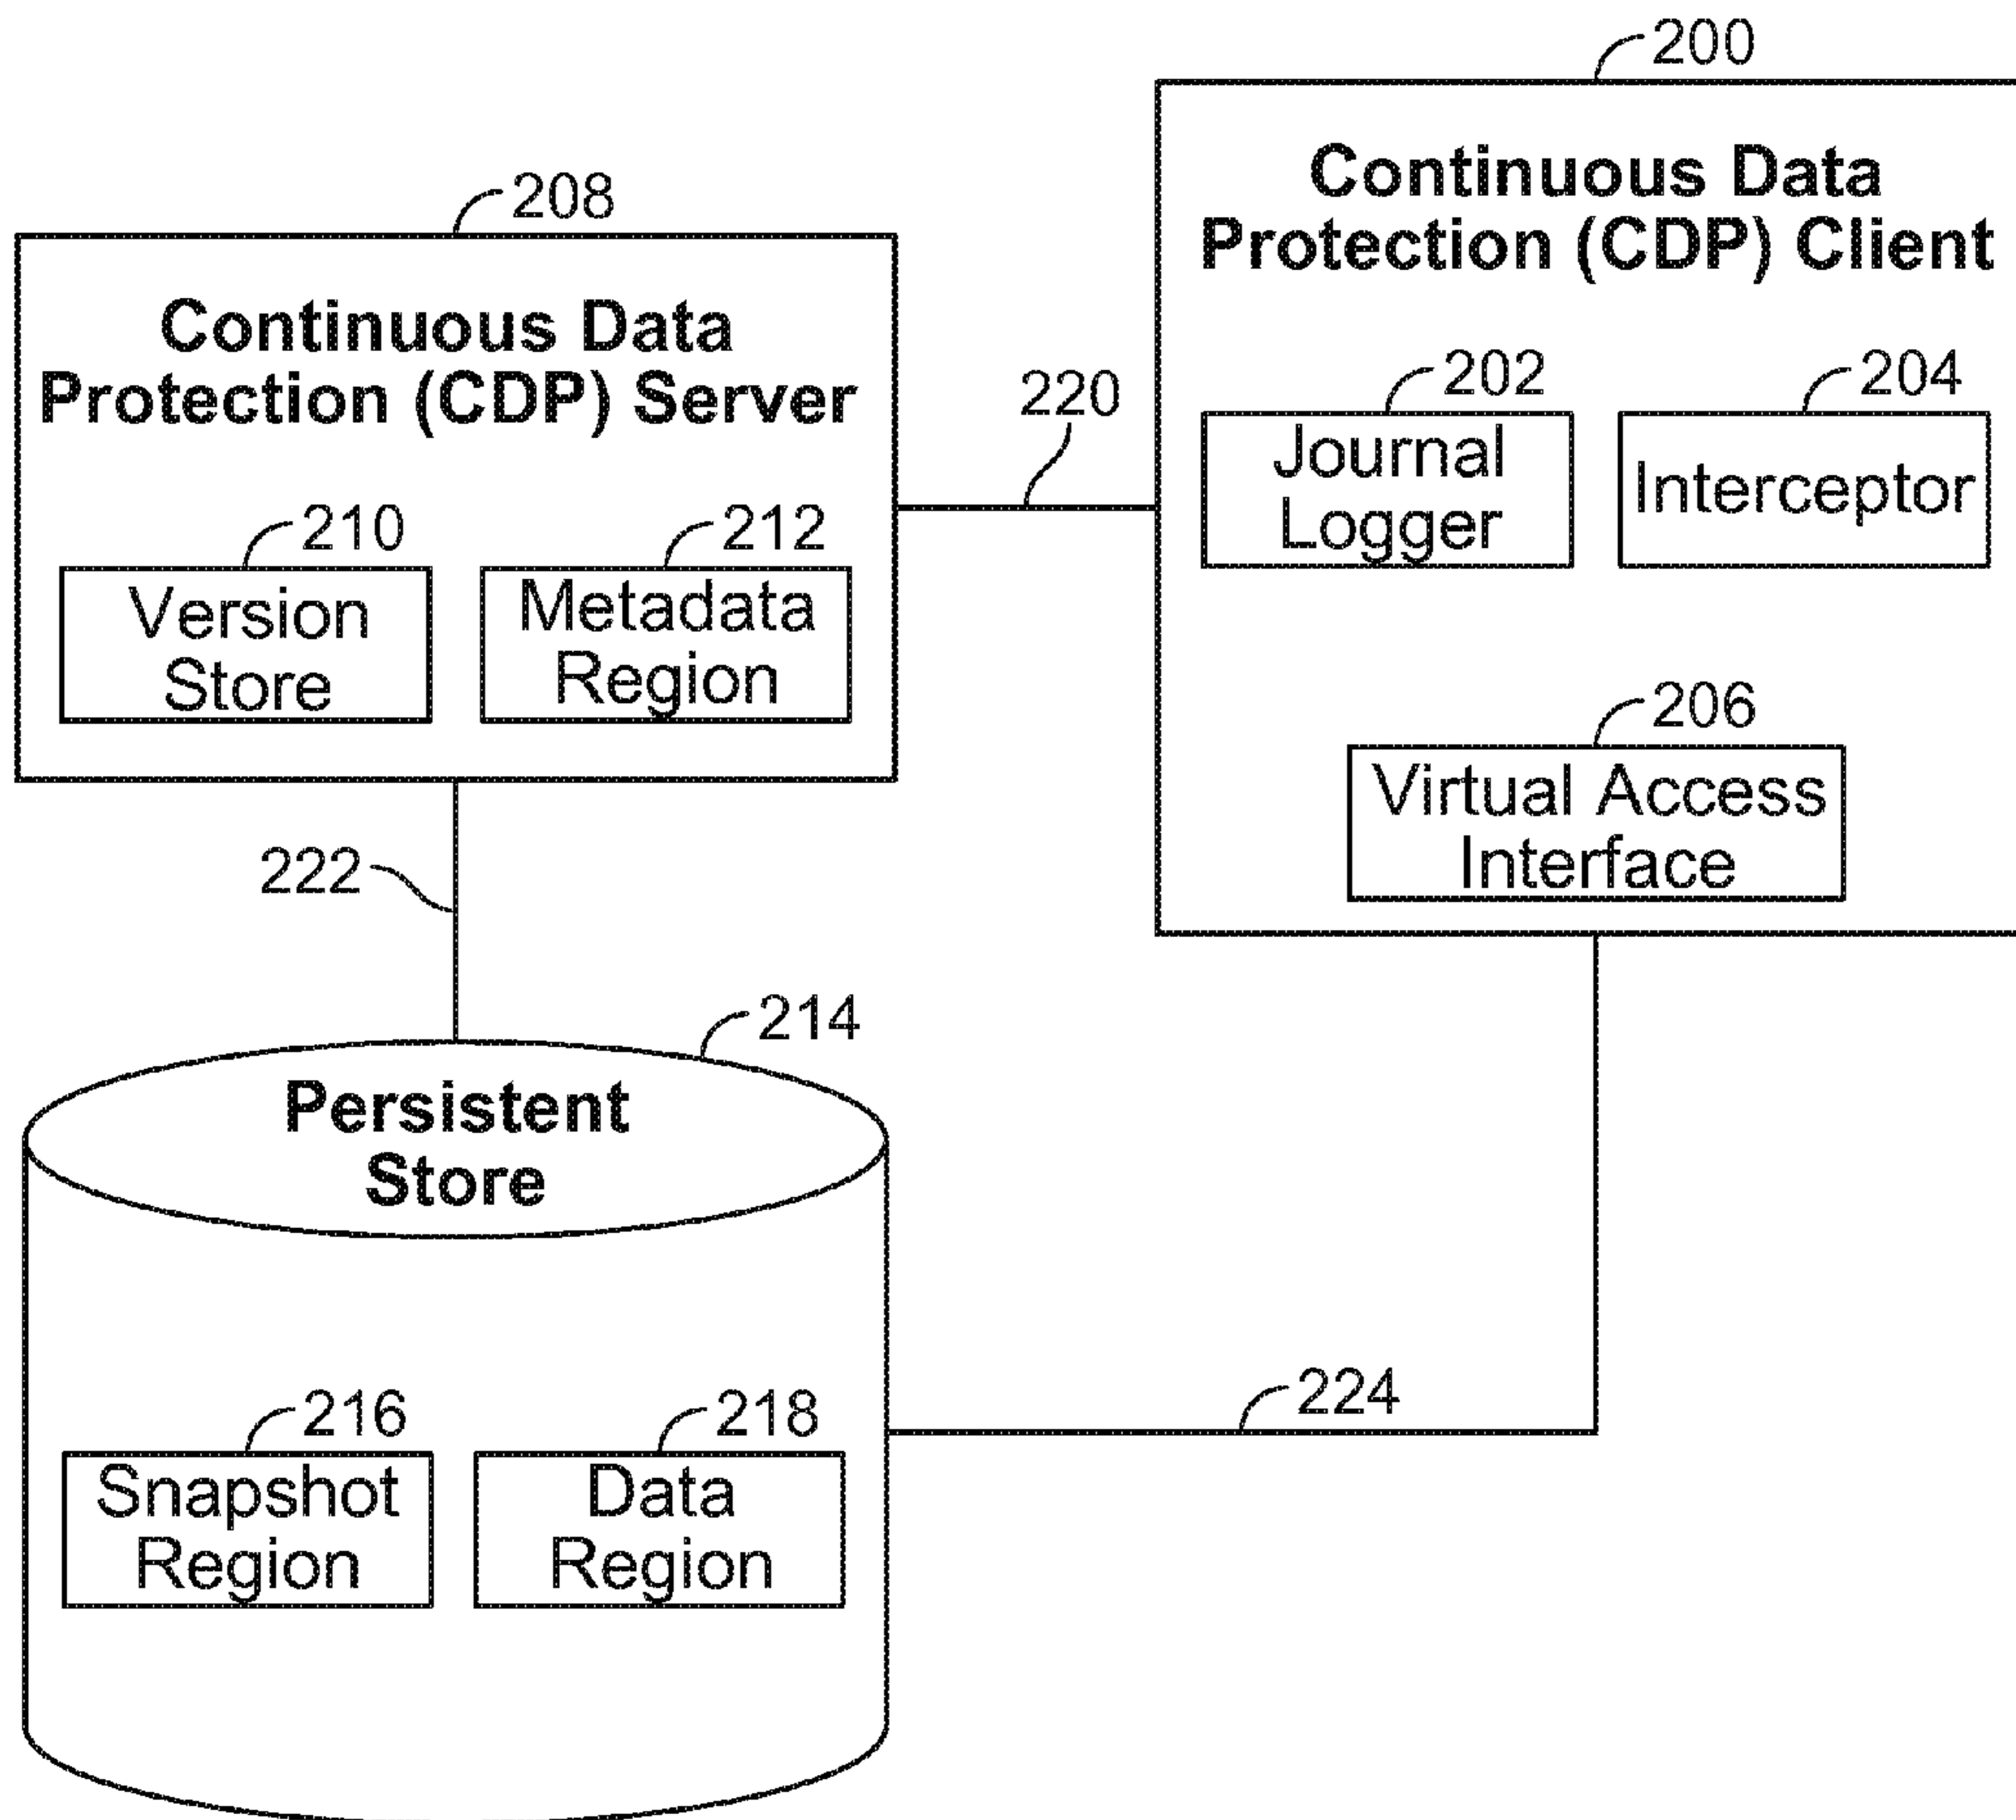 200
Continuous Data
Protection (CDP) Client
202
Journal
Logger
204
Interceptor
206
Virtual Access
Interface
208
Continuous Data
Protection (CDP) Server
210
Version
Store
212
Metadata
Region
220
222
214
Persistent
Store
216
Snapshot
Region
218
Data
Region
224